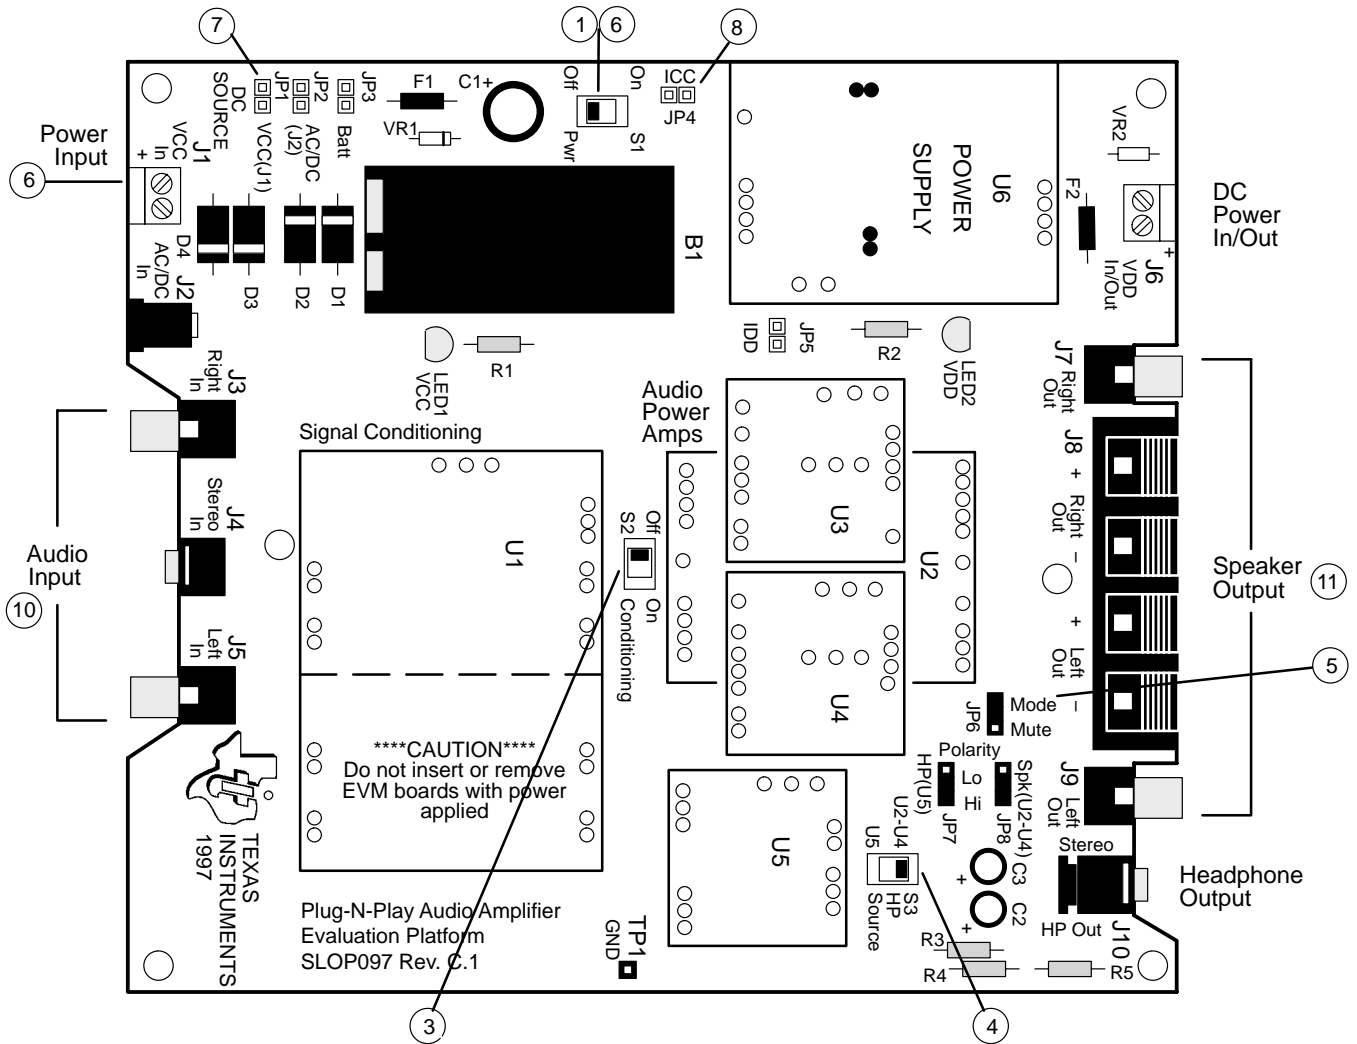 7
1
6
8
DC
SOURCE
JP1
VCC(J1)
JP2
AC/DC
(J2)
JP3
Batt
F1
VR1
C1+
Off
On
Pwr
S1
ICC
JP4
POWER
SUPPLY
U6
VR2
F2
Power
Input
6
J1
VCC
In
+
D4
D3
D2
D1
B1
AC/DC
In
J2
DC
Power
In/Out
J6
VDD
In/Out
+
LED1
VCC
R1
IDD
JP5
R2
LED2
VDD
J3
Right
In
J7
Right
Out
Signal Conditioning
Audio
Power
Amps
J4
Stereo
In
Audio
Input
10
J5
Left
In
U1
S2
Off
On
Conditioning
U3
U2
U4
J8
+
Right
Out
–
+
Left
Out
–
Speaker
Output
11
5
JP6
Mode
Mute
****CAUTION****
Do not insert or remove
EVM boards with power
applied
Polarity
HP(U5)
Lo
Hi
JP7
Spk(U2-U4)
JP8
J9
Left
Out
TEXAS
INSTRUMENTS
1997
U5
U5
U2-U4
S3
HP
Source
+
C3
+
C2
Stereo
HP Out
J10
Headphone
Output
Plug-N-Play Audio Amplifier
Evaluation Platform
SLOP097 Rev. C.1
TP1
GND
R3
R4
R5
3
4